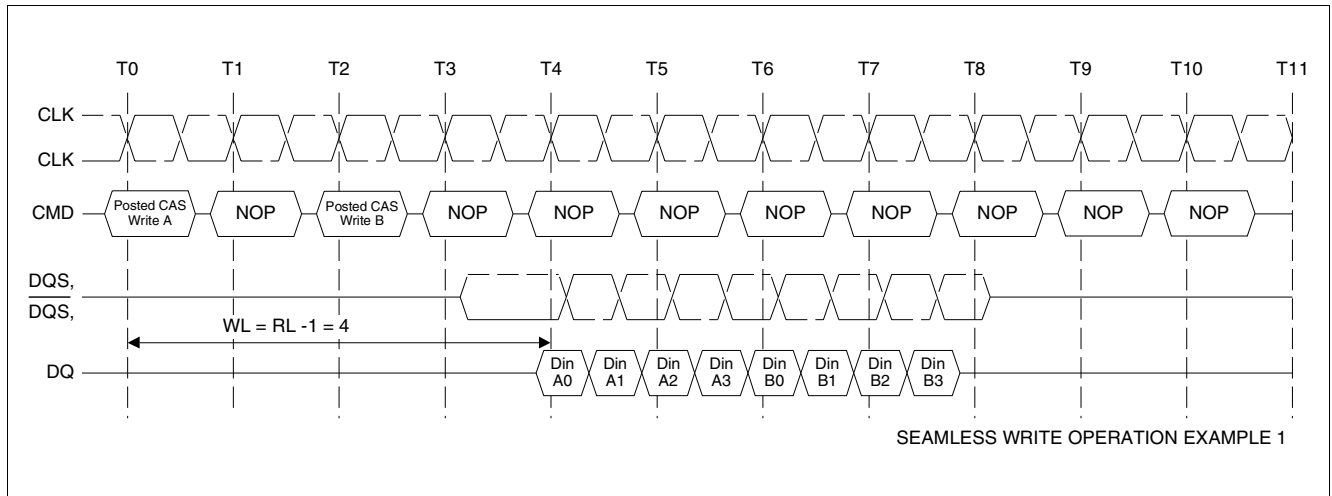 T0 T1 T2 T3 T4 T5 T6 T7 T8 T9 T10 T11
CLK
CLK
CMD Posted CAS Write A NOP Posted CAS Write B NOP NOP NOP NOP NOP NOP NOP NOP
DQS,
DQS,
WL = RL -1 = 4
DQ Din A0 Din A1 Din A2 Din A3 Din B0 Din B1 Din B2 Din B3
SEAMLESS WRITE OPERATION EXAMPLE 1